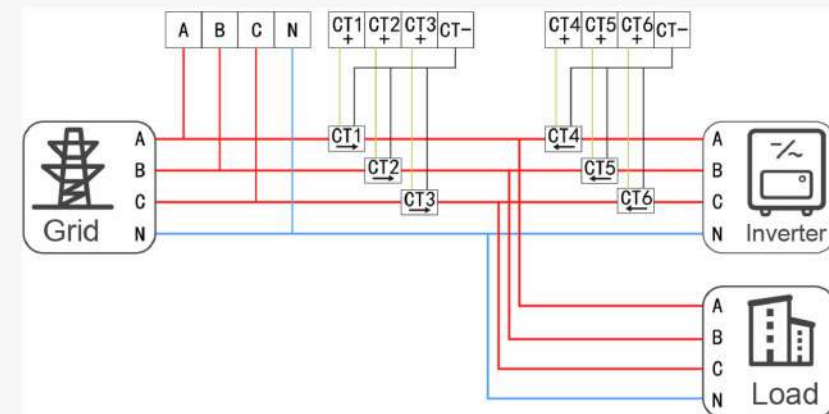 A B C N
CT1 + CT2 + CT3 + CT-
CT4 + CT5 + CT6 + CT-
A CT1 CT4 A
B CT2 CT5 B
C CT3 CT6 C
Grid N N Inverter
A
B
C
N Load